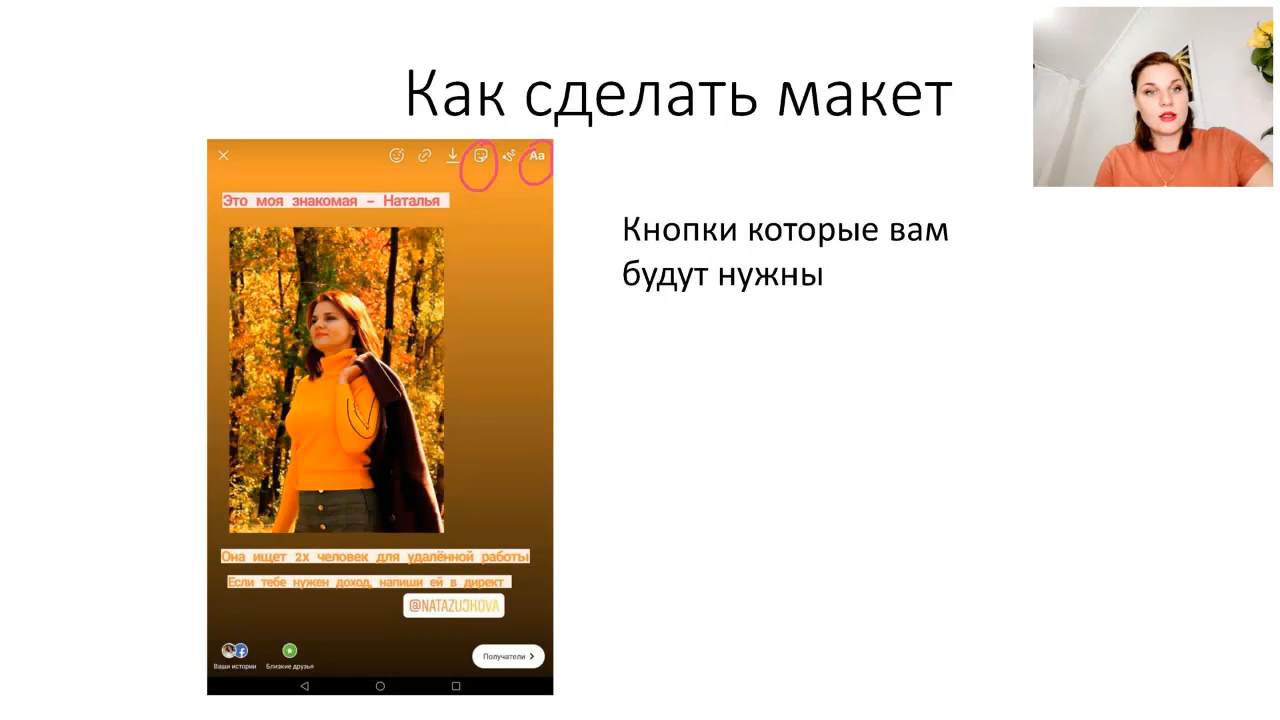 Как сделать макет
Aa
Это моя знакомая - Наталья
Кнопки которые вам
будут нужны
Она ищет 2х человек для удалённой работы
Если тебе нужен доход, напиши ей в директ
@NATAZUJKOVA
Ваши истории
Близкие друзья
Получатели